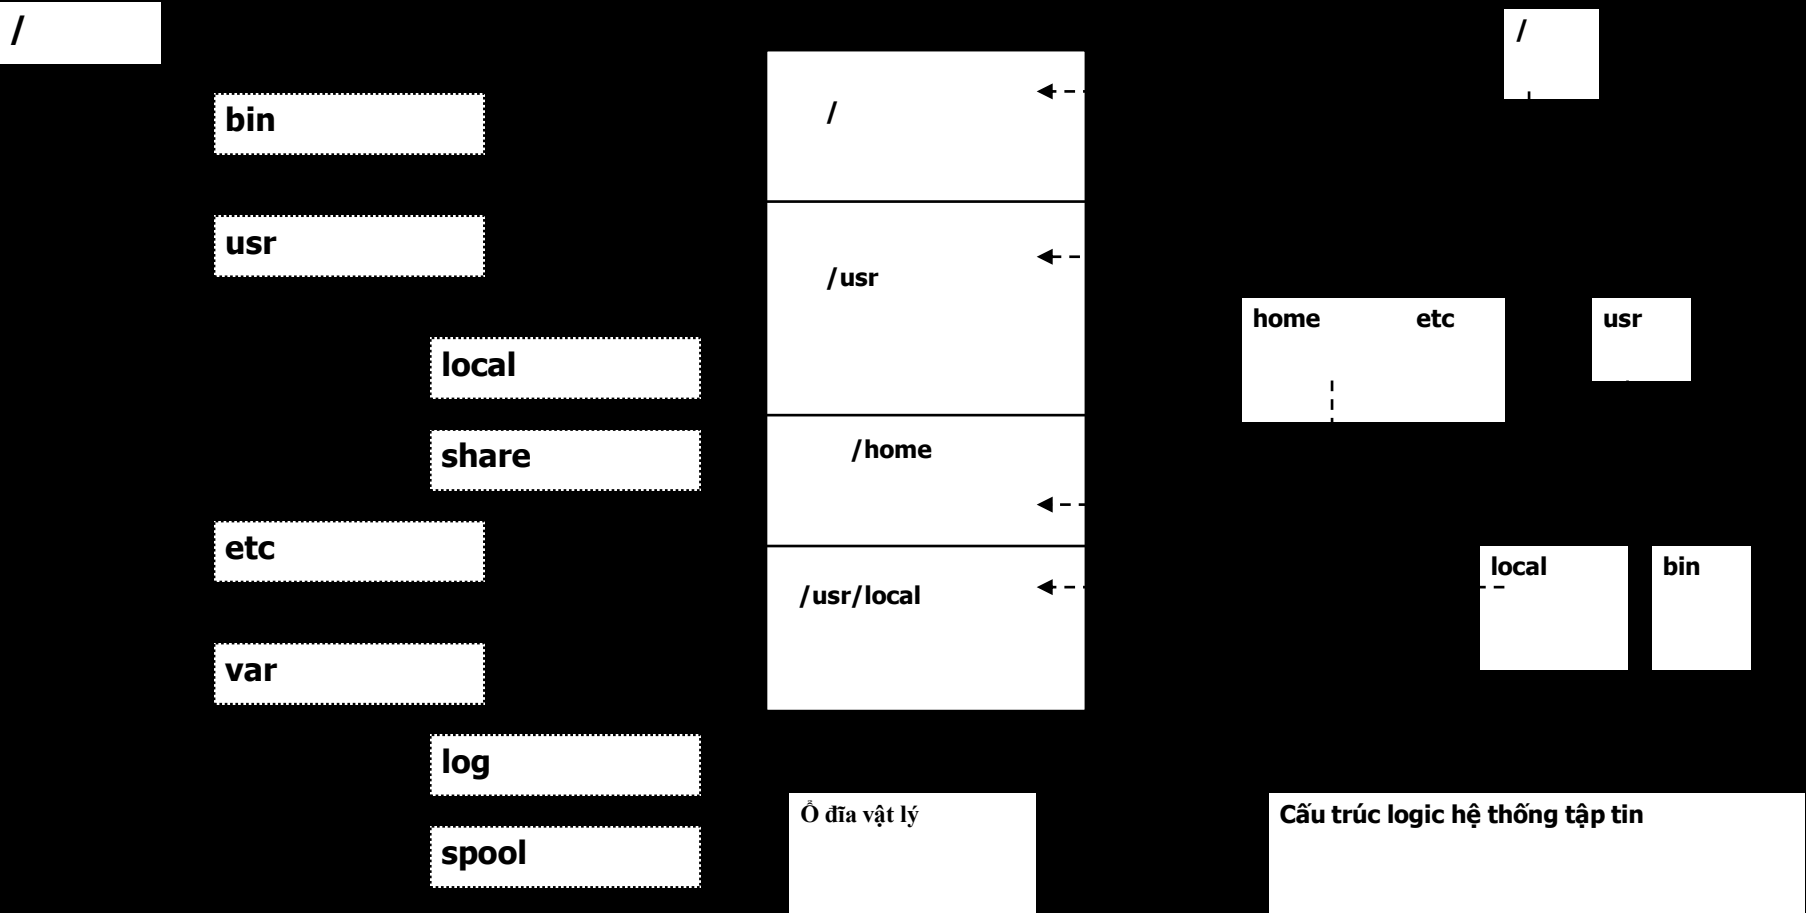 /
bin
usr
local
share
etc
var
log
spool
/
/usr
/home
/usr/local
Ổ đĩa vật lý
/
home etc usr
local bin
Cấu trúc logic hệ thống tập tin